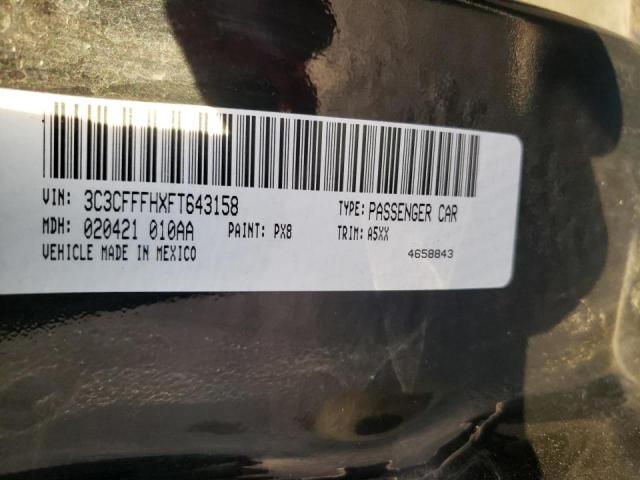 VIN: 3C3CFFFHXFT643158 TYPE: PASSENGER CAR
MDH: 020421 010AA PAINT: PX8 TRIM: A5XX
VEHICLE MADE IN MEXICO 4658843